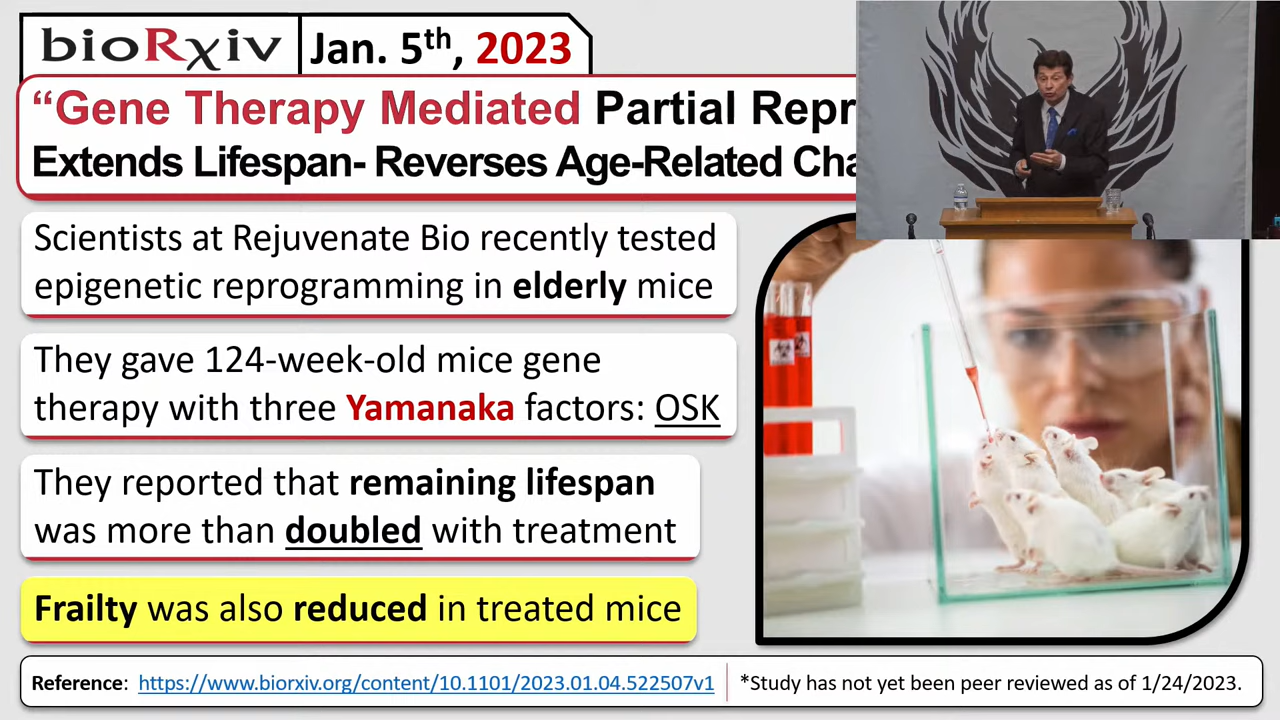 bioRxiv Jan. 5th, 2023
“Gene Therapy Mediated Partial
Extends Lifespan- Reverses Age-Related
Scientists at Rejuvenate Bio recently tested
epigenetic reprogramming in elderly mice
They gave 124-week-old mice gene
therapy with three Yamanaka factors: OSK
They reported that remaining lifespan
was more than doubled with treatment
Frailty was also reduced in treated mice
Reference: https://www.biorxiv.org/content/10.1101/2023.01.04.522507v1 *Study has not yet been peer reviewed as of 1/24/2023.